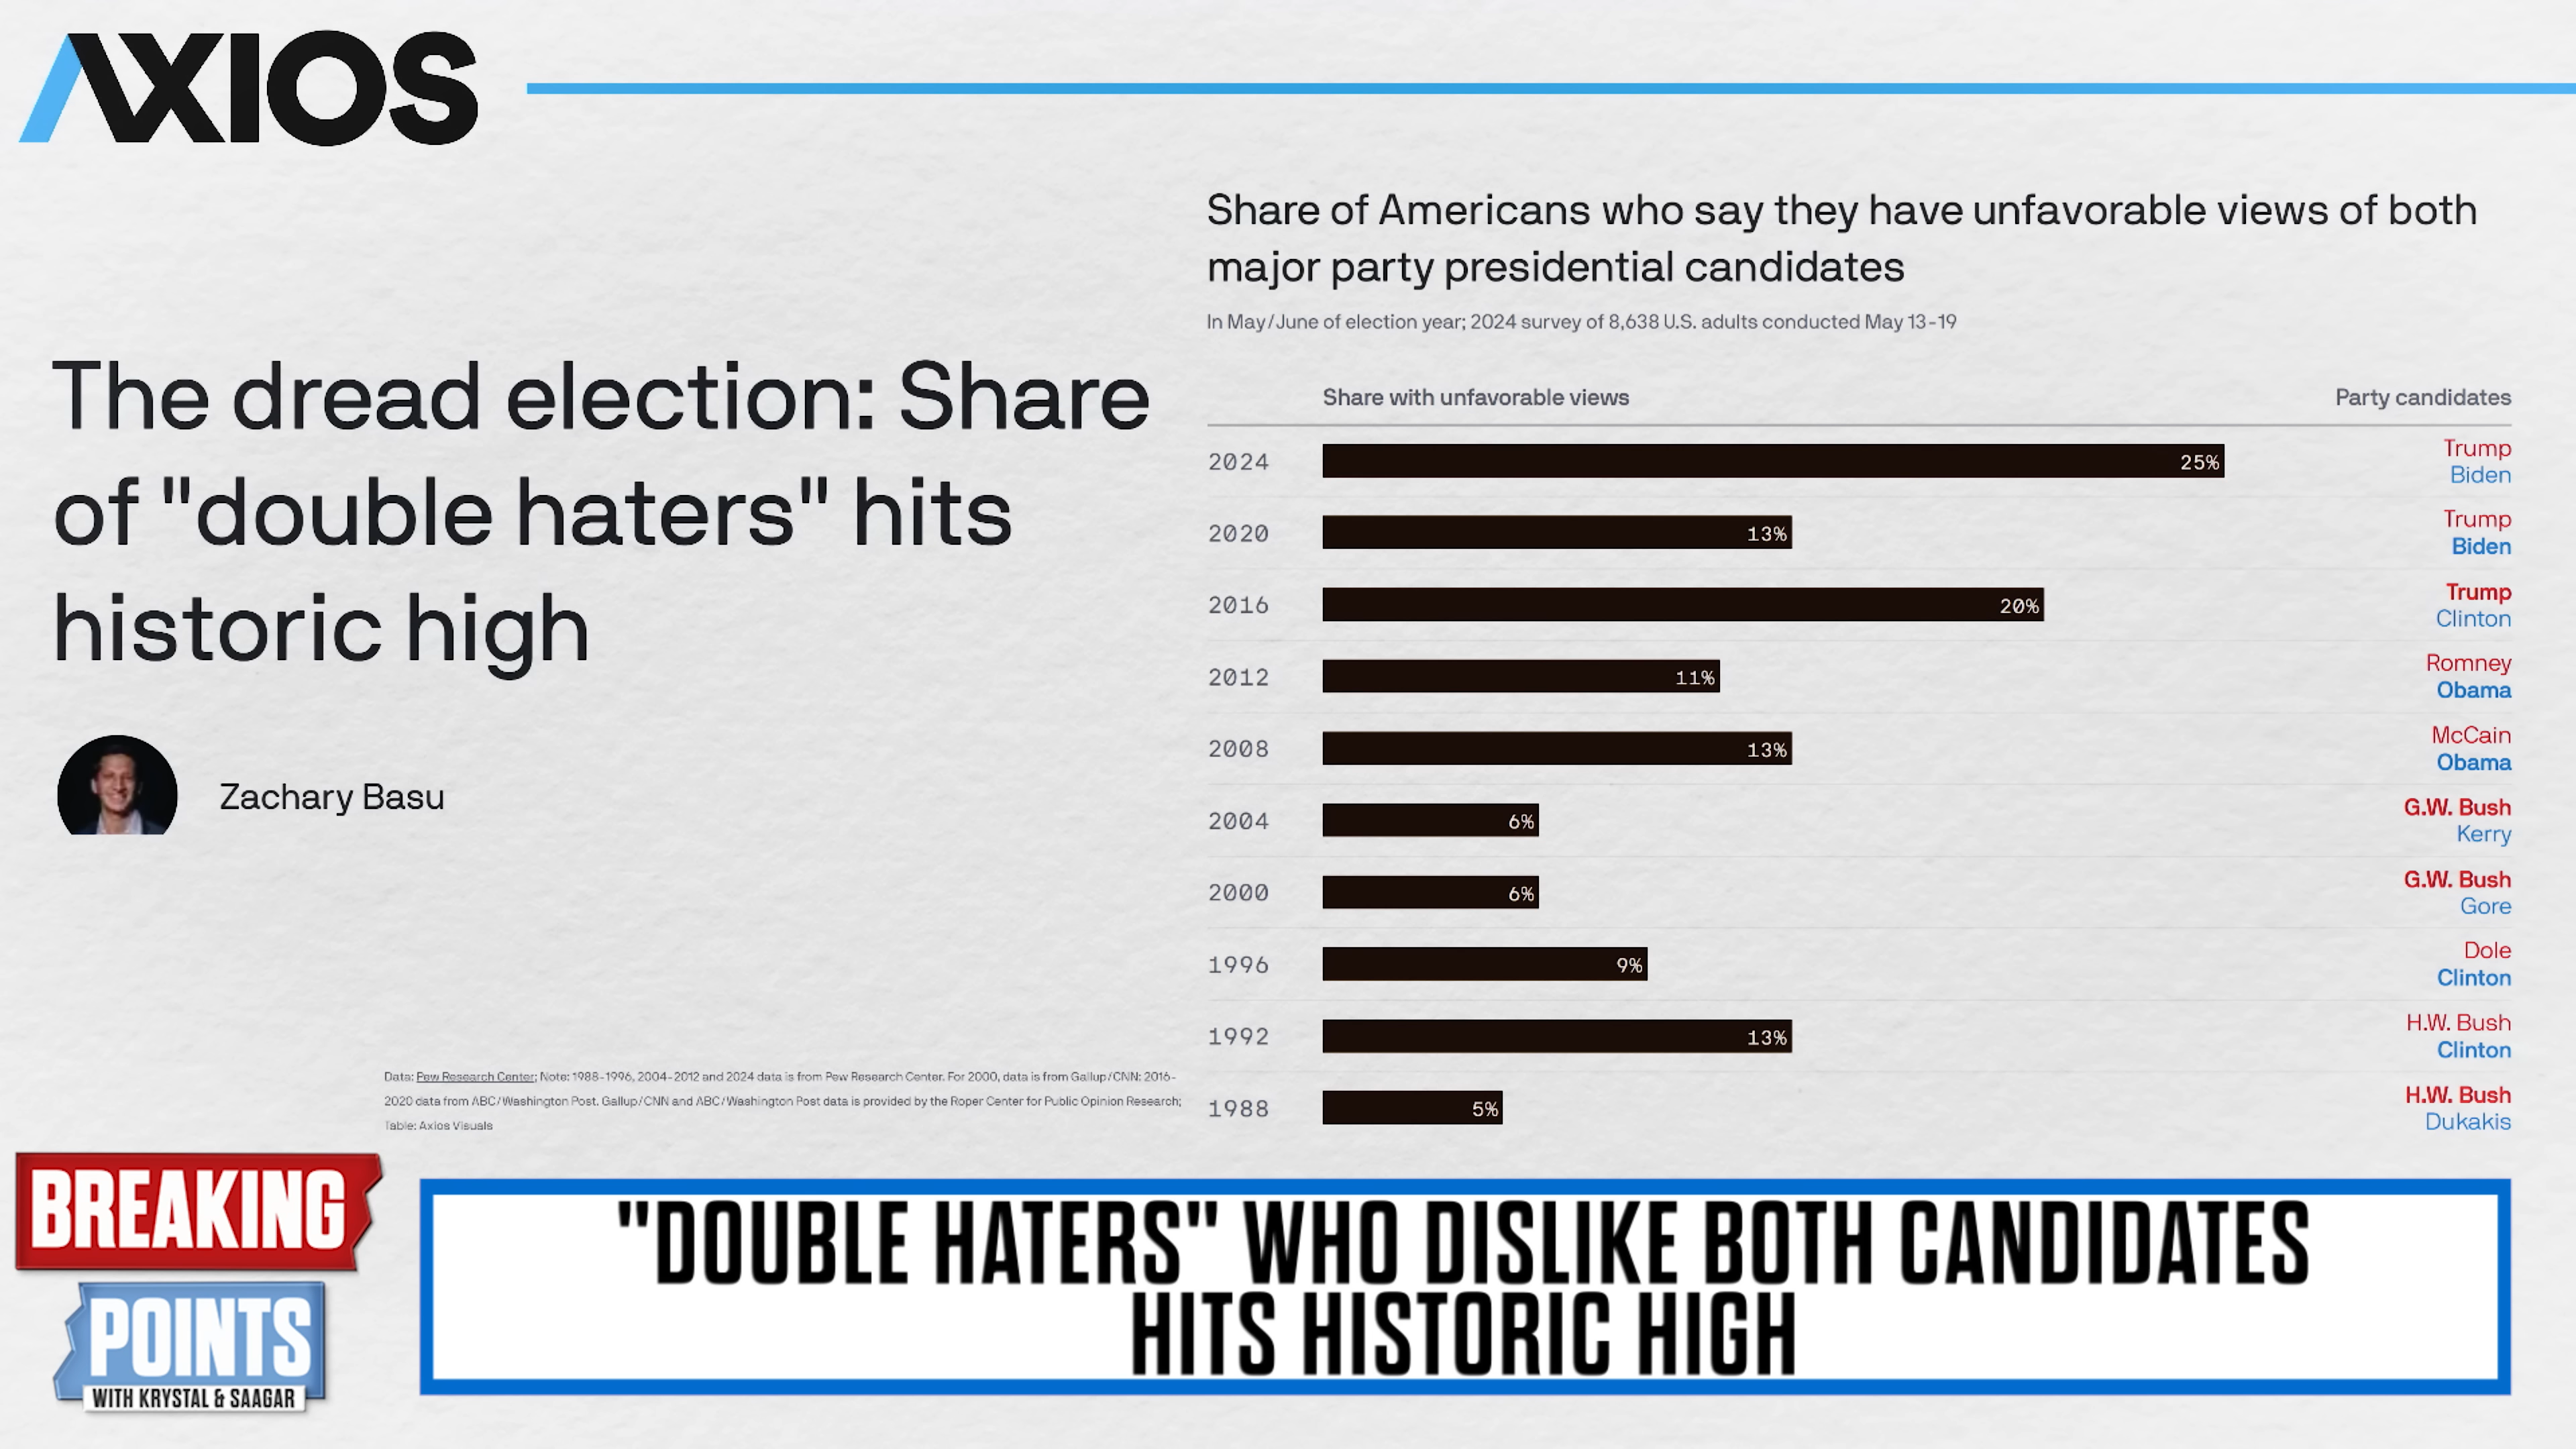 AXIOS
The dread election: Share
of "double haters" hits
historic high
Zachary Basu
Share of Americans who say they have unfavorable views of both
major party presidential candidates
In May/June of election year; 2024 survey of 8,638 U.S. adults conducted May 13-19
Share with unfavorable views Party candidates
2024 25% Trump
Biden
2020 13% Trump
Biden
2016 20% Trump
Clinton
2012 11% Romney
Obama
2008 13% McCain
Obama
2004 6% G.W. Bush
Kerry
2000 6% G.W. Bush
Gore
1996 9% Dole
Clinton
1992 13% H.W. Bush
Clinton
1988 5% H.W. Bush
Dukakis
Data: Pew Research Center; Note: 1988-1996, 2004-2012 and 2024 data is from Pew Research Center. For 2000, data is from Gallup/CNN: 2016-
2020 data from ABC/Washington Post. Gallup/CNN and ABC/Washington Post data is provided by the Roper Center for Public Opinion Research;
Table: Axios Visuals
BREAKING
POINTS
WITH KRYSTAL & SAAGAR
"DOUBLE HATERS" WHO DISLIKE BOTH CANDIDATES
HITS HISTORIC HIGH